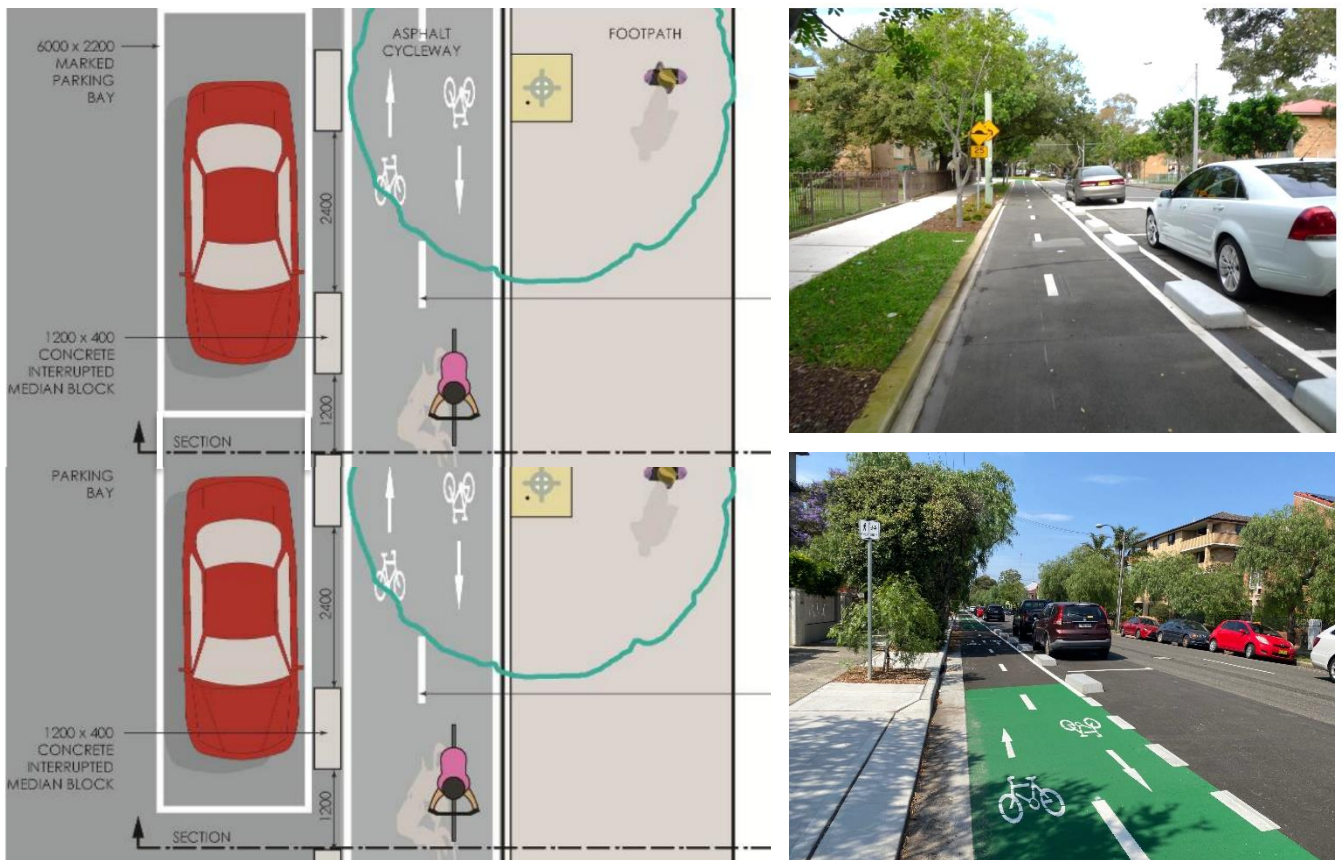 6000 x 2200
MARKED
PARKING
BAY
ASPHALT
CYCLEWAY
FOOTPATH
2400
1200 x 400
CONCRETE
INTERRUPTED
MEDIAN BLOCK
1200
SECTION
PARKING
BAY
2400
1200 x 400
CONCRETE
INTERRUPTED
MEDIAN BLOCK
1200
SECTION
25